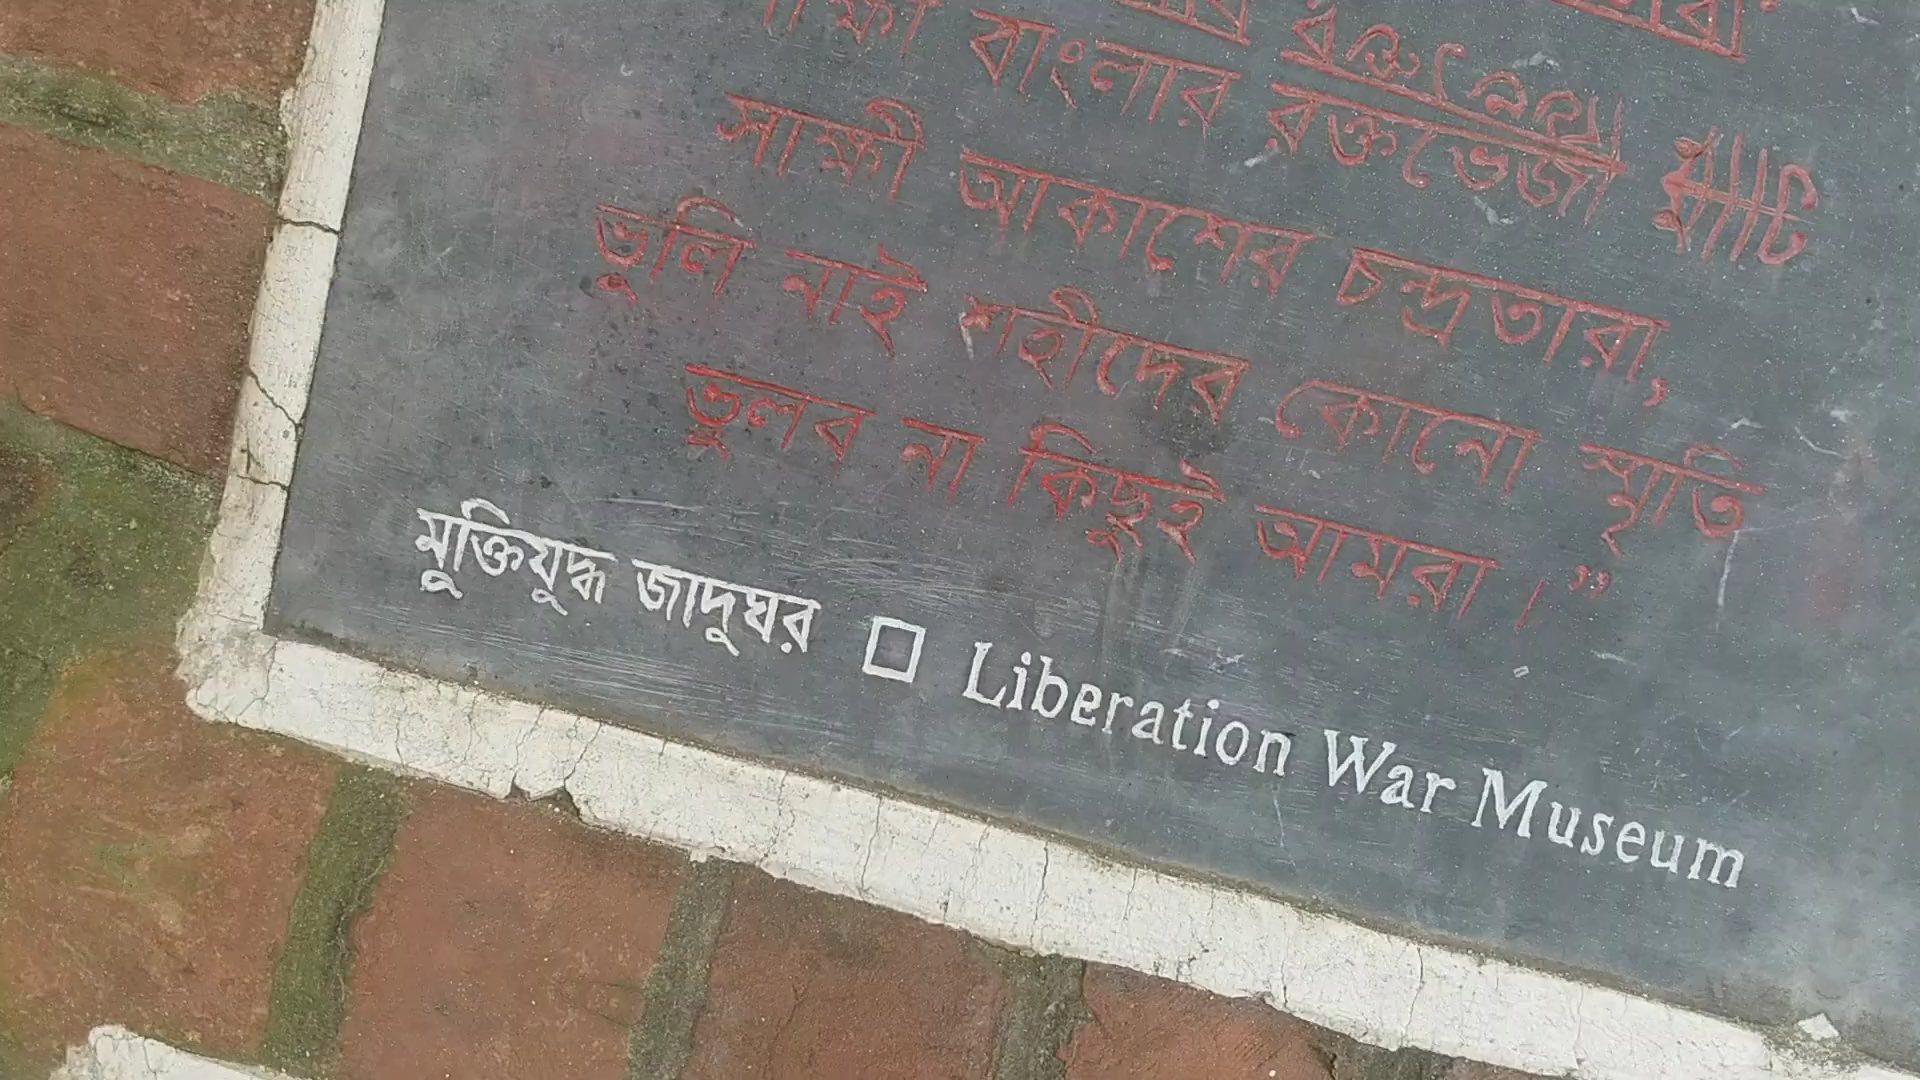 সাক্ষী বাংলার রক্তভেজা মাটি
সাক্ষী আকাশের চন্দ্রতারা,
ভুলি নাই শহীদের কোনো স্মৃতি
ভুলব না কিছুই আমরা।”
মুক্তিযুদ্ধ জাদুঘর □ Liberation War Museum